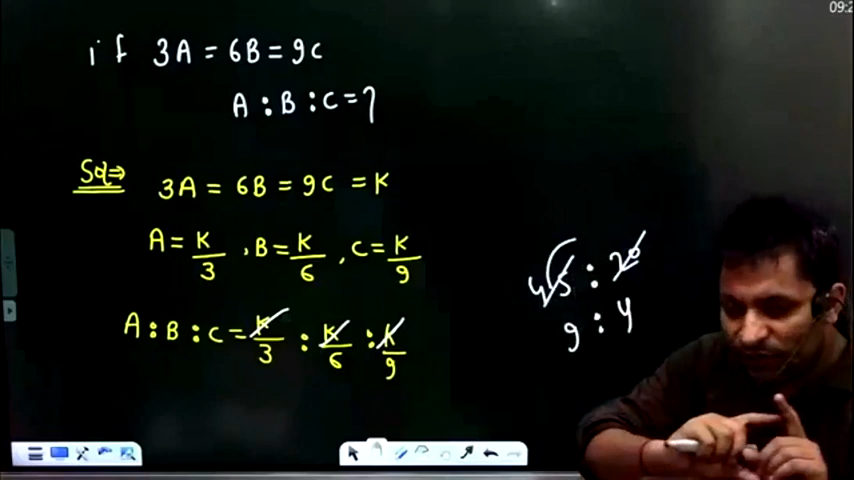 if 3A = 6B = 9C
A : B : C = ?
Sol⇒
3A = 6B = 9C = K
A = K/3 , B = K/6 , C = K/9
A : B : C = K/3 : K/6 : K/9
45 : 20
9 : 4
09:2